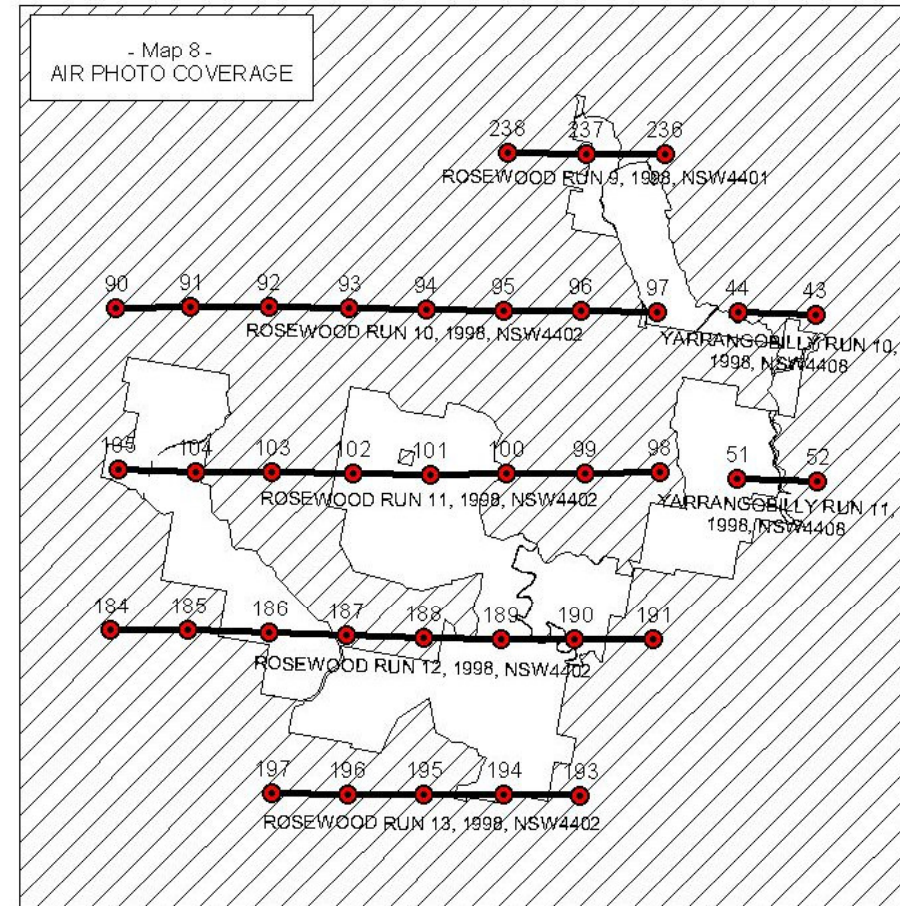 - Map 8 -
AIR PHOTO COVERAGE
238 237 236
ROSEWOOD RUN 9, 1998, NSW4401
90 91 92 93 94 95 96 97 44 43
ROSEWOOD RUN 10, 1998, NSW4402
YARRANGOBILLY RUN 10,
1998, NSW4408
105 104 103 102 101 100 99 98 51 52
ROSEWOOD RUN 11, 1998, NSW4402
YARRANGOBILLY RUN 11,
1998, NSW4408
184 185 186 187 188 189 190 191
ROSEWOOD RUN 12, 1998, NSW4402
197 196 195 194 193
ROSEWOOD RUN 13, 1998, NSW4402